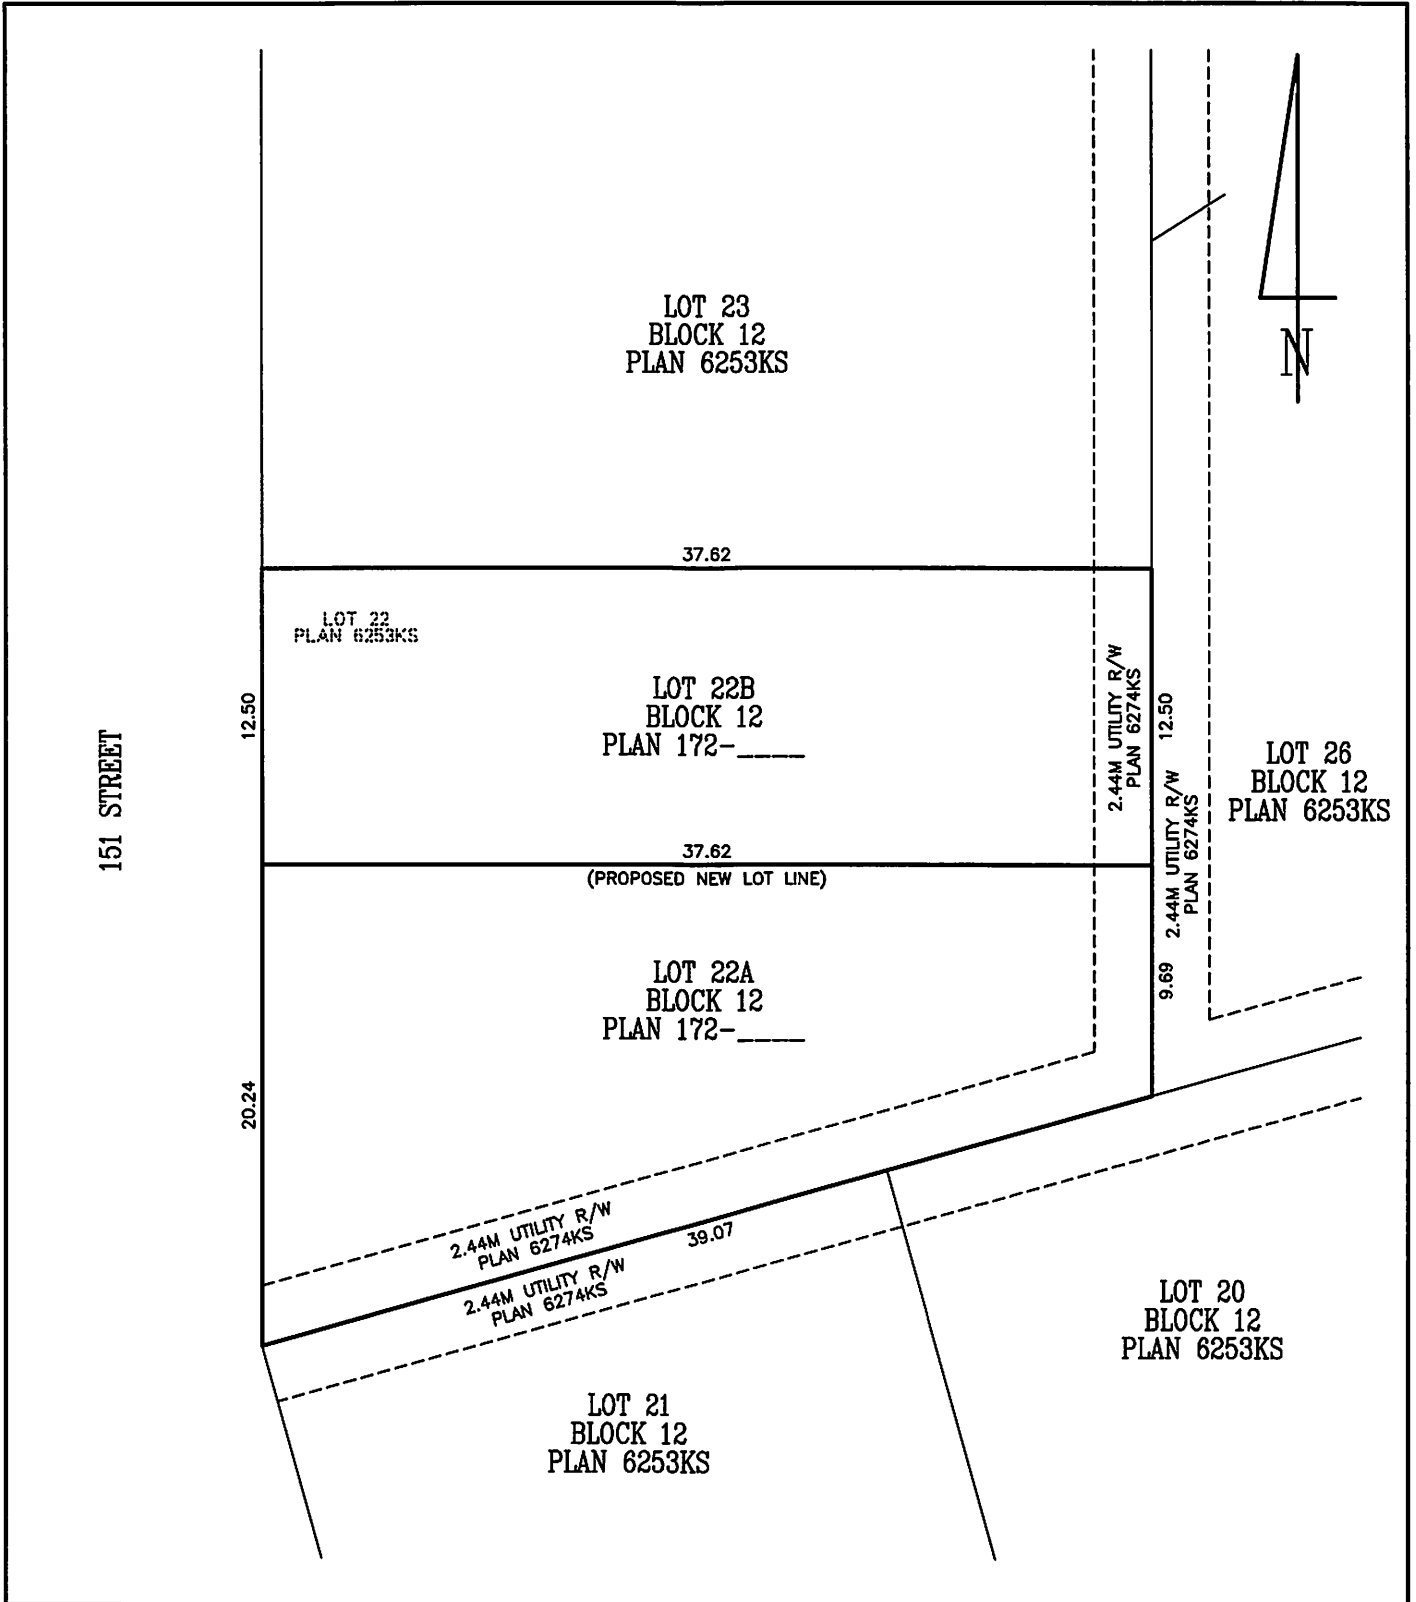 LOT 23
BLOCK 12
PLAN 6253KS
N
37.62
LOT 22
PLAN 6253KS
LOT 22B
BLOCK 12
PLAN 172-____
12.50
2.44M UTILITY R/W
PLAN 6274KS
12.50
151 STREET
LOT 26
BLOCK 12
PLAN 6253KS
2.44M UTILITY R/W
PLAN 6274KS
37.62
(PROPOSED NEW LOT LINE)
LOT 22A
BLOCK 12
PLAN 172-____
9.69
20.24
2.44M UTILITY R/W
PLAN 6274KS
39.07
2.44M UTILITY R/W
PLAN 6274KS
LOT 20
BLOCK 12
PLAN 6253KS
LOT 21
BLOCK 12
PLAN 6253KS